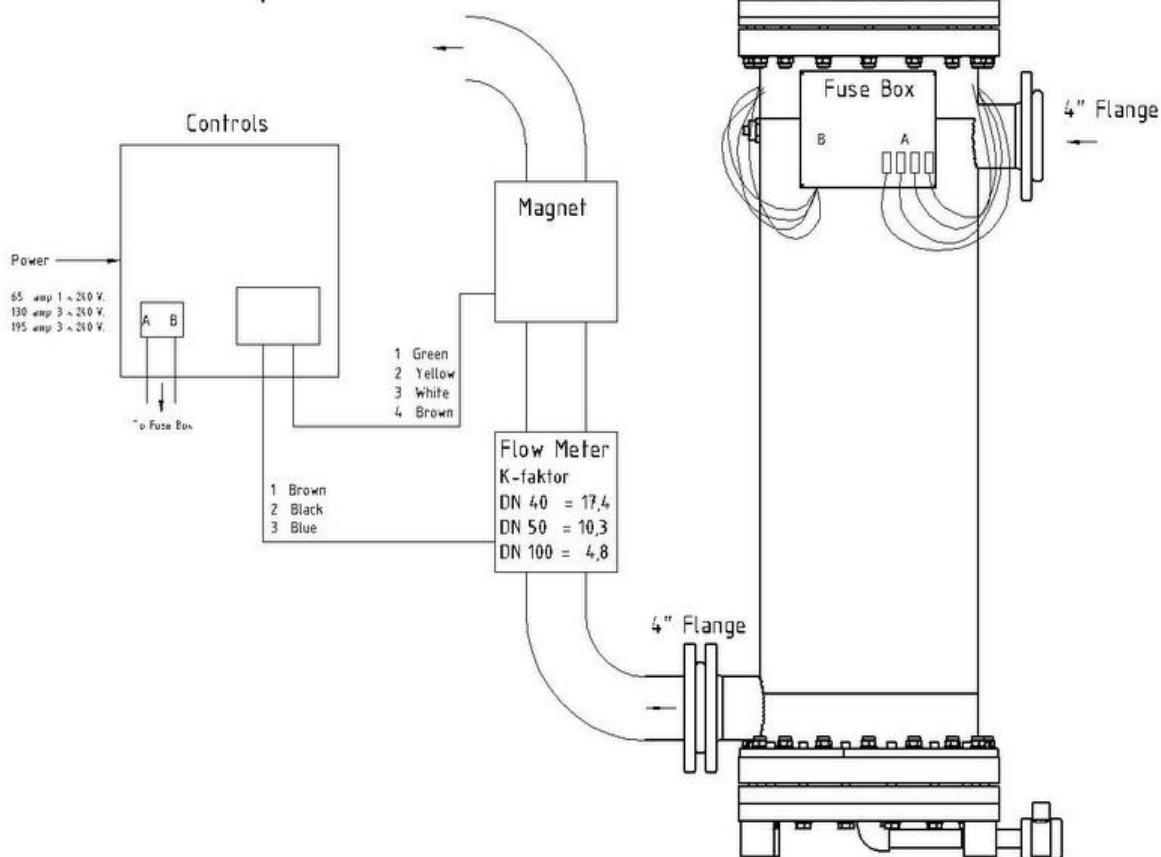 Controls
Power
65 amp 1 x 240 V.
130 amp 3 x 240 V.
195 amp 3 x 240 V.
A B
To Fuse Box
1 Green
2 Yellow
3 White
4 Brown
1 Brown
2 Black
3 Blue
Magnet
Flow Meter
K-faktor
DN 40 = 17,4
DN 50 = 10,3
DN 100 = 4,8
4" Flange
Fuse Box
B A
4" Flange